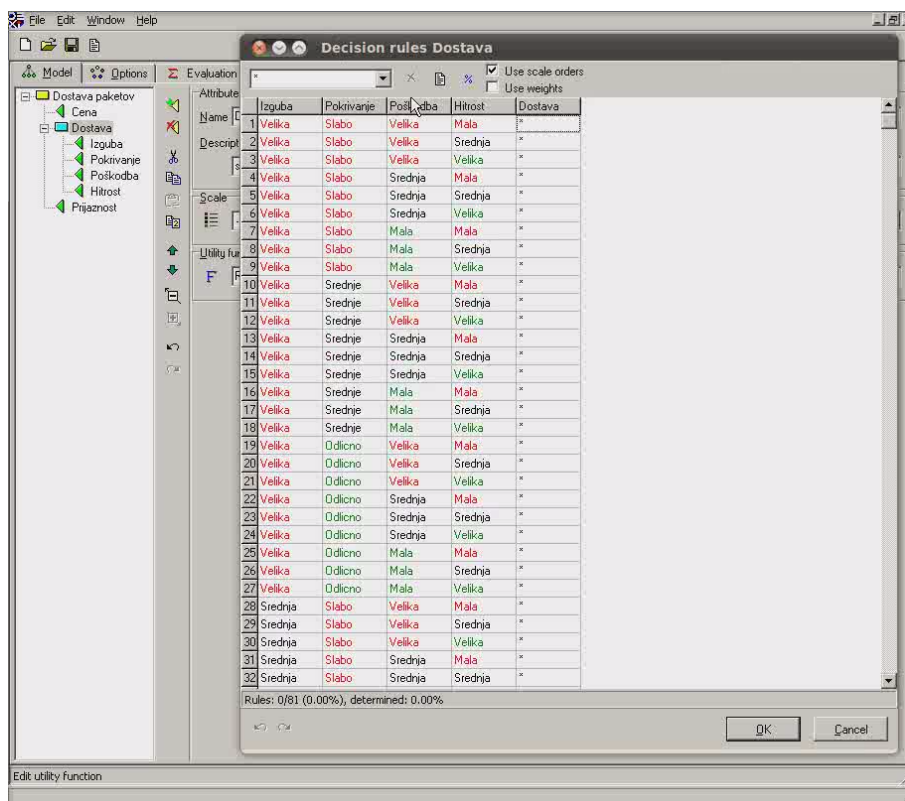 File Edit Window Help
Decision rules Dostava
Model Options Σ Evaluation
* % Use scale orders
Use weights
Dostava paketov
Cena
Dostava
Izguba
Pokrivanje
Poškodba
Hitrost
Prijaznost
Attribute
Name
Descript
Scale
Utility fur
F
Izguba Pokrivanje Hitrost Dostava
1 Velika Slabo Velika Mala *
2 Velika Slabo Velika Srednja *
3 Velika Slabo Velika Velika *
4 Velika Slabo Srednja Mala *
5 Velika Slabo Srednja Srednja *
6 Velika Slabo Srednja Velika *
7 Velika Slabo Mala Mala *
8 Velika Slabo Mala Srednja *
9 Velika Slabo Mala Velika *
10 Velika Srednje Velika Mala *
11 Velika Srednje Velika Srednja *
12 Velika Srednje Velika Velika *
13 Velika Srednje Srednja Mala *
14 Velika Srednje Srednja Srednja *
15 Velika Srednje Srednja Velika *
16 Velika Srednje Mala Mala *
17 Velika Srednje Mala Srednja *
18 Velika Srednje Mala Velika *
19 Velika Odlicno Velika Mala *
20 Velika Odlicno Velika Srednja *
21 Velika Odlicno Velika Velika *
22 Velika Odlicno Srednja Mala *
23 Velika Odlicno Srednja Srednja *
24 Velika Odlicno Srednja Velika *
25 Velika Odlicno Mala Mala *
26 Velika Odlicno Mala Srednja *
27 Velika Odlicno Mala Velika *
28 Srednja Slabo Velika Mala *
29 Srednja Slabo Velika Srednja *
30 Srednja Slabo Velika Velika *
31 Srednja Slabo Srednja Mala *
32 Srednja Slabo Srednja Srednja *
Rules: 0/81 (0.00%), determined: 0.00%
OK Cancel
Edit utility function